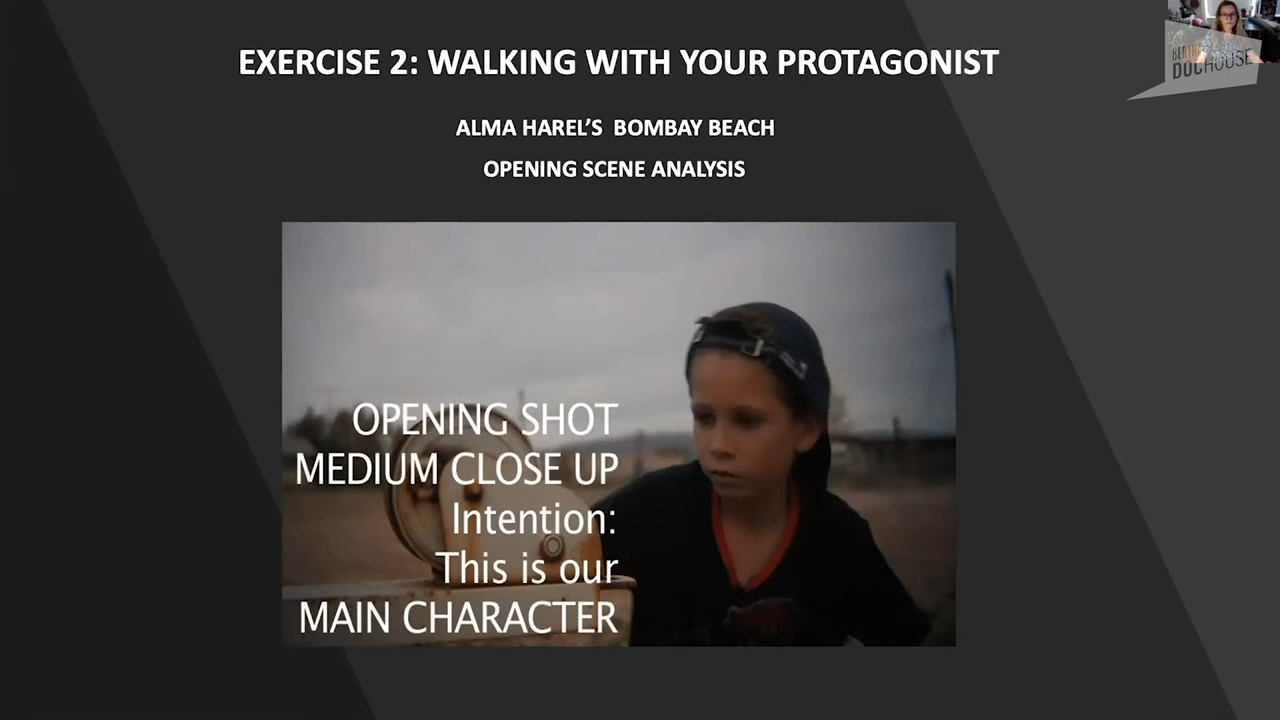 EXERCISE 2: WALKING WITH YOUR PROTAGONIST
ALMA HAREL'S  BOMBAY BEACH
OPENING SCENE ANALYSIS
OPENING SHOT
MEDIUM CLOSE UP
Intention:
This is our
MAIN CHARACTER
DOCHOUSE